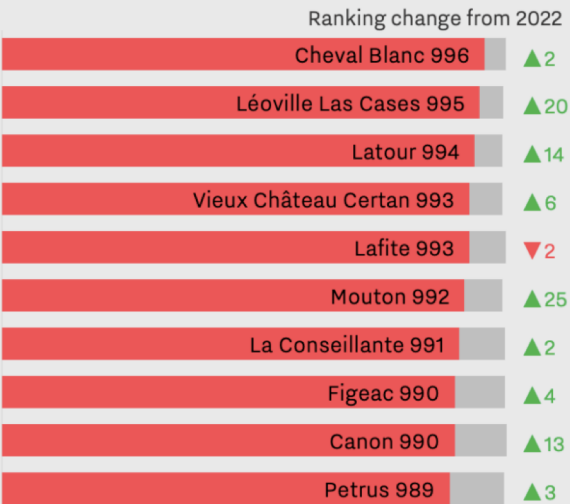 Ranking change from 2022
Cheval Blanc 996 ▲2
Léoville Las Cases 995 ▲20
Latour 994 ▲14
Vieux Château Certan 993 ▲6
Lafite 993 ▼2
Mouton 992 ▲25
La Conseillante 991 ▲2
Figeac 990 ▲4
Canon 990 ▲13
Petrus 989 ▲3